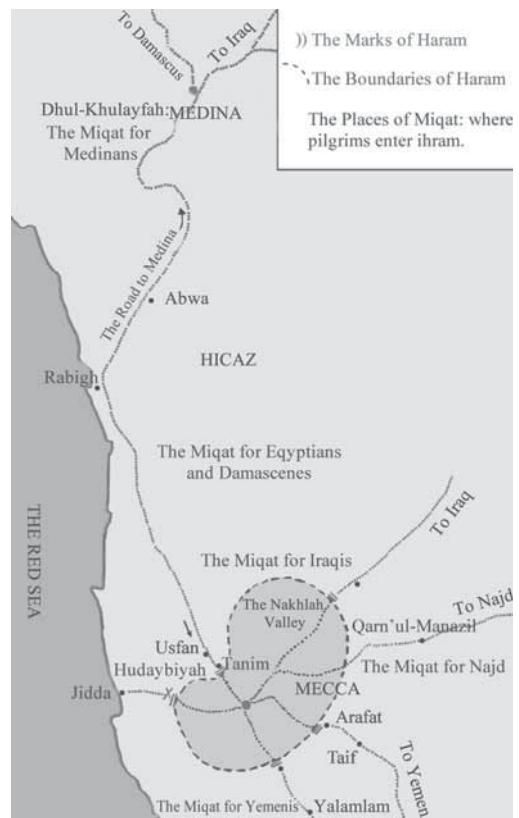 To Damascus
To Iraq
)) The Marks of Haram
The Boundaries of Haram
The Places of Miqat: where
pilgrims enter ihram.
Dhul-Khulayfah:
MEDINA
The Miqat for
Medinans
The Road to Medina
Abwa
HICAZ
Rabigh
The Miqat for Eqyptians
and Damascenes
THE RED SEA
To Iraq
The Miqat for Iraqis
The Nakhlah
Valley
To Najd
Qarn'ul-Manazil
Usfan
Tanim
The Miqat for Najd
Hudaybiyah
MECCA
Jidda
Arafat
Taif
To Yemen
The Miqat for Yemenis
Yalamlam